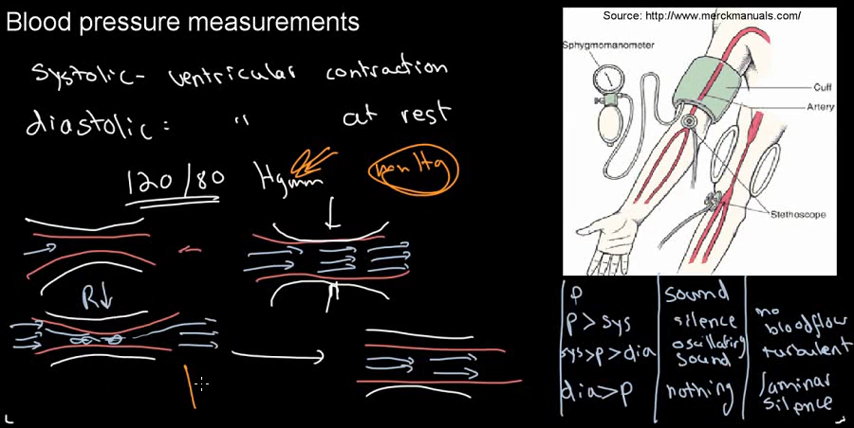 Blood pressure measurements
Source: http://www.merckmanuals.com/
Systolic- ventricular contraction
diastolic: " at rest
120/80 Hgmm mm Hg
R↓
Sphygmomanometer
Cuff
Artery
Stethoscope
P sound
P > sys silence no bloodflow
sys>p>dia oscillating sound turbulent
dia>p nothing laminar silence